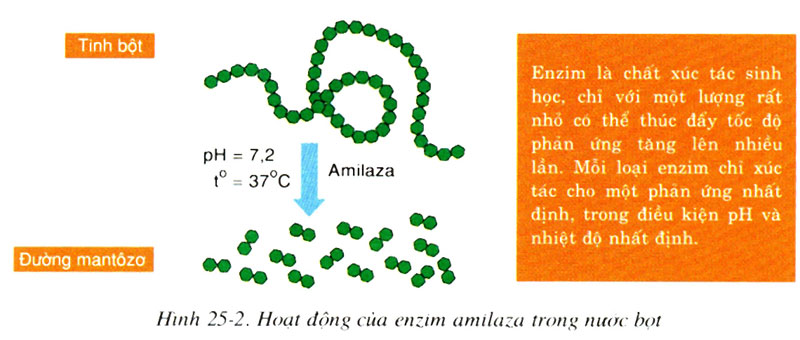 Tinh bột
pH = 7,2
t° = 37°C
Amilaza
Đường mantôzơ
Enzim là chất xúc tác sinh
học, chỉ với một lượng rất
nhỏ có thể thúc đẩy tốc độ
phản ứng tăng lên nhiều
lần. Mỗi loại enzim chỉ xúc
tác cho một phản ứng nhất
định, trong điều kiện pH và
nhiệt độ nhất định.
Hình 25-2. Hoạt động của enzim amilaza trong nước bọt